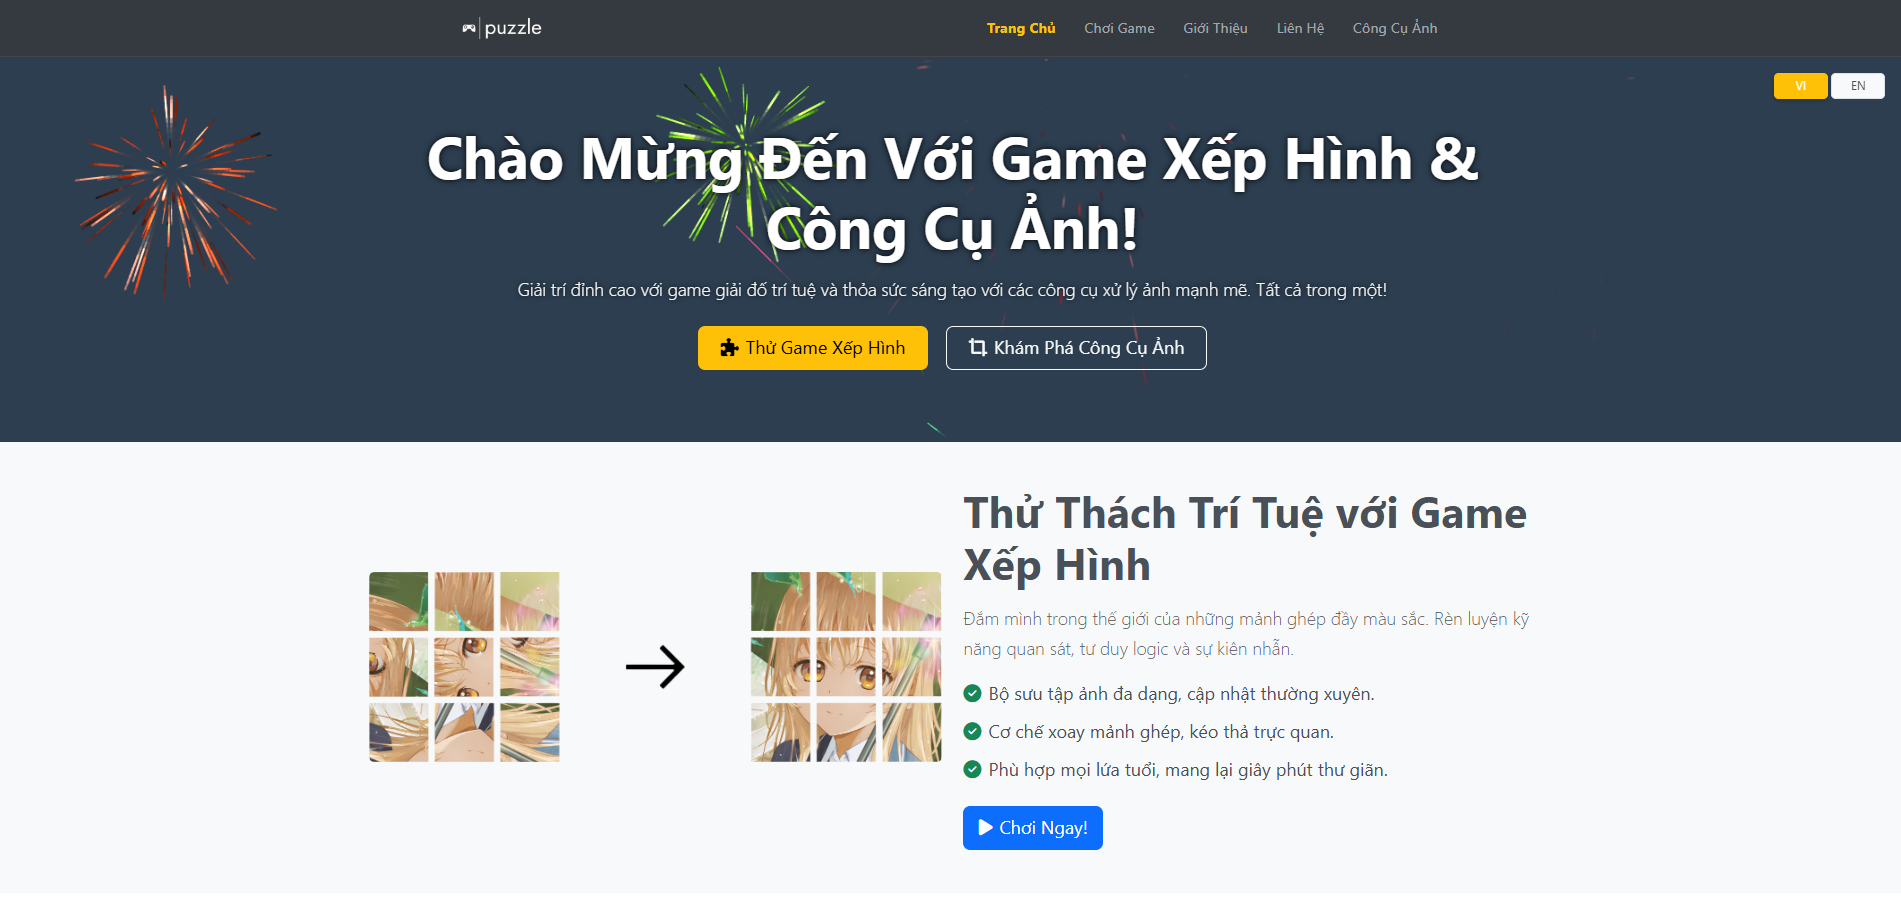 puzzle
Trang Chủ
Chơi Game
Giới Thiệu
Liên Hệ
Công Cụ Ảnh
VI
EN
Chào Mừng Đến Với Game Xếp Hình &
Công Cụ Ảnh!
Giải trí đỉnh cao với game giải đố trí tuệ và thỏa sức sáng tạo với các công cụ xử lý ảnh mạnh mẽ. Tất cả trong một!
Thử Game Xếp Hình
Khám Phá Công Cụ Ảnh
Thử Thách Trí Tuệ với Game
Xếp Hình
Đắm mình trong thế giới của những mảnh ghép đầy màu sắc. Rèn luyện kỹ
năng quan sát, tư duy logic và sự kiên nhẫn.
Bộ sưu tập ảnh đa dạng, cập nhật thường xuyên.
Cơ chế xoay mảnh ghép, kéo thả trực quan.
Phù hợp mọi lứa tuổi, mang lại giây phút thư giãn.
Chơi Ngay!